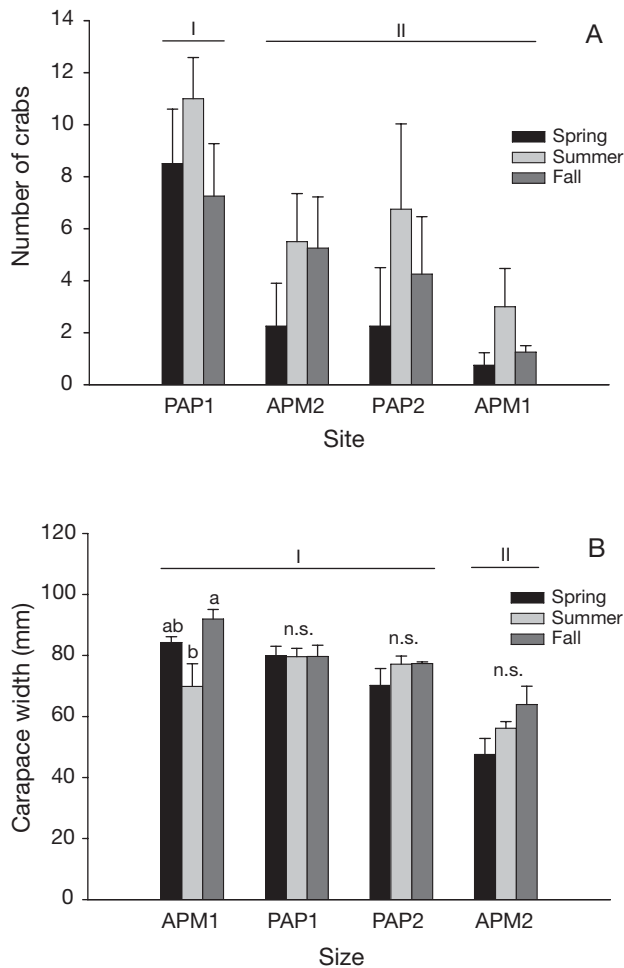 14
I
II
A
12
10
8
6
4
2
0
Number of crabs
Spring
Summer
Fall
PAP1 APM2 PAP2 APM1
Site
120
I
II
B
100
80
60
40
20
0
Carapace width (mm)
Spring
Summer
Fall
ab b a
n.s.
n.s.
n.s.
APM1 PAP1 PAP2 APM2
Size